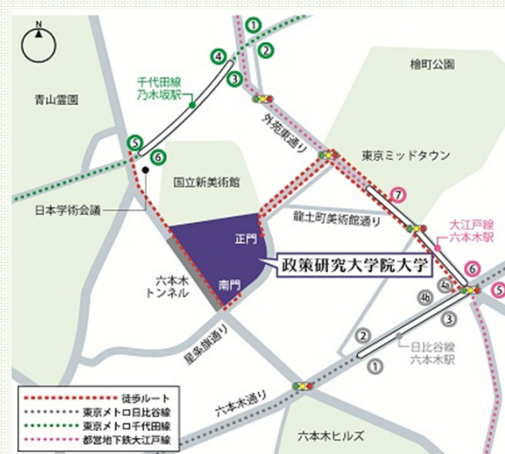 N
①
②
④
③
千代田線
乃木坂駅
檜町公園
青山霊園
外苑東通り
⑤
⑥
東京ミッドタウン
国立新美術館
日本学術会議
⑦
龍土町美術館通り
大江戸線
六本木駅
正門
政策研究大学院大学
六本木
トンネル
南門
⑥
4a
⑤
4b
③
星条旗通り
②
①
日比谷線
六本木駅
六本木通り
徒歩ルート
東京メトロ日比谷線
東京メトロ千代田線
都営地下鉄大江戸線
六本木ヒルズ